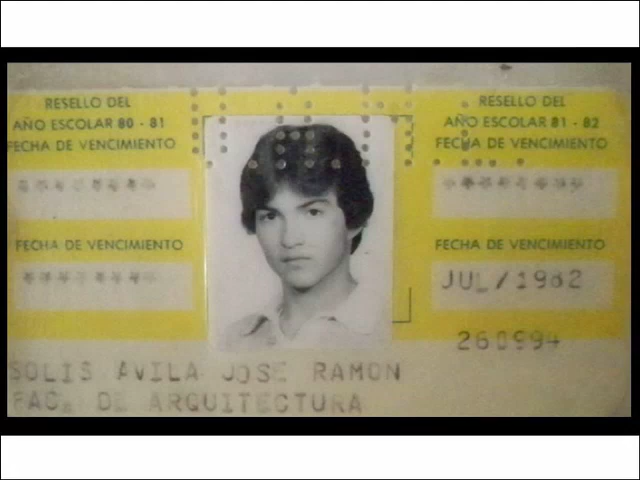 RESELLO DEL
AÑO ESCOLAR 80 - 81
FECHA DE VENCIMIENTO
*** ****
FECHA DE VENCIMIENTO
*** ****
RESELLO DEL
AÑO ESCOLAR 81 - 82
FECHA DE VENCIMIENTO
********
FECHA DE VENCIMIENTO
JUL/1982
260994
SOLIS AVILA JOSE RAMON
FAC. DE ARQUITECTURA